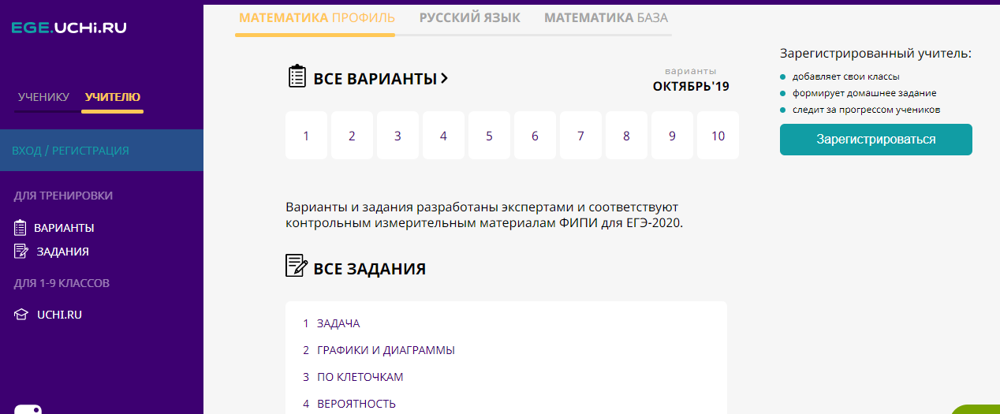 EGE.UCHi.RU
УЧЕНИКУ УЧИТЕЛЮ
ВХОД / РЕГИСТРАЦИЯ
ДЛЯ ТРЕНИРОВКИ
ВАРИАНТЫ
ЗАДАНИЯ
ДЛЯ 1-9 КЛАССОВ
UCHI.RU
МАТЕМАТИКА ПРОФИЛЬ РУССКИЙ ЯЗЫК МАТЕМАТИКА БАЗА
ВСЕ ВАРИАНТЫ
варианты
ОКТЯБРЬ'19
1 2 3 4 5 6 7 8 9 10
Варианты и задания разработаны экспертами и соответствуют
контрольным измерительным материалам ФИПИ для ЕГЭ-2020.
ВСЕ ЗАДАНИЯ
1 ЗАДАЧА
2 ГРАФИКИ И ДИАГРАММЫ
3 ПО КЛЕТОЧКАМ
4 ВЕРОЯТНОСТЬ
Зарегистрированный учитель:
добавляет свои классы
формирует домашнее задание
следит за прогрессом учеников
Зарегистрироваться